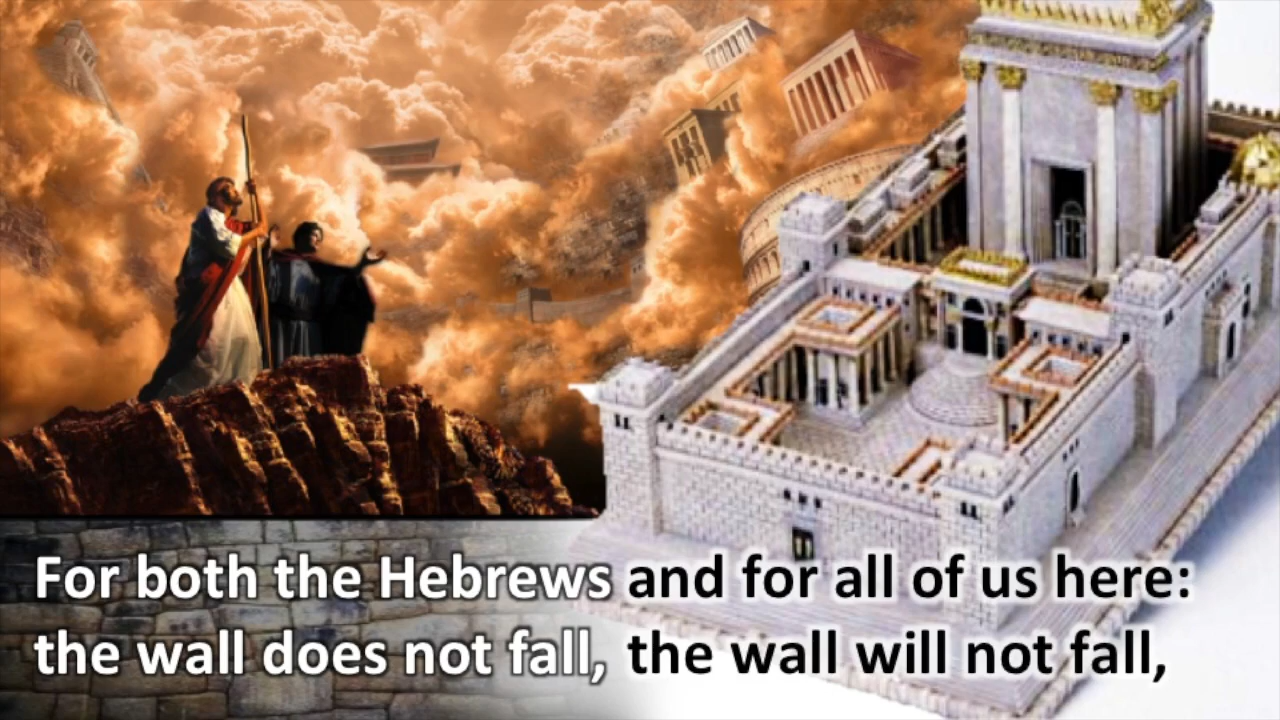 For both the Hebrews and for all of us here:
the wall does not fall, the wall will not fall,